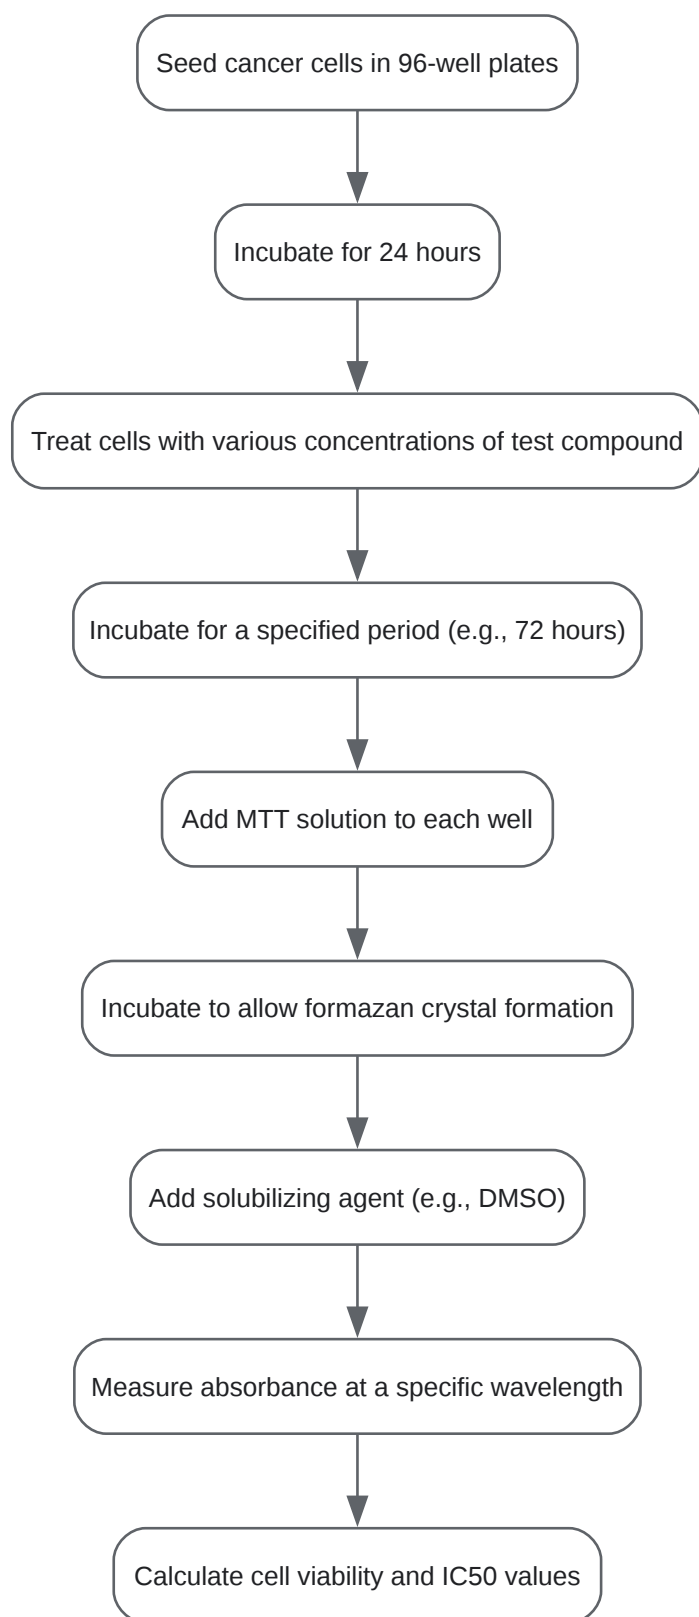 Seed cancer cells in 96-well plates
Incubate for 24 hours
Treat cells with various concentrations of test compound
Incubate for a specified period (e.g., 72 hours)
Add MTT solution to each well
Incubate to allow formazan crystal formation
Add solubilizing agent (e.g., DMSO)
Measure absorbance at a specific wavelength
Calculate cell viability and IC50 values